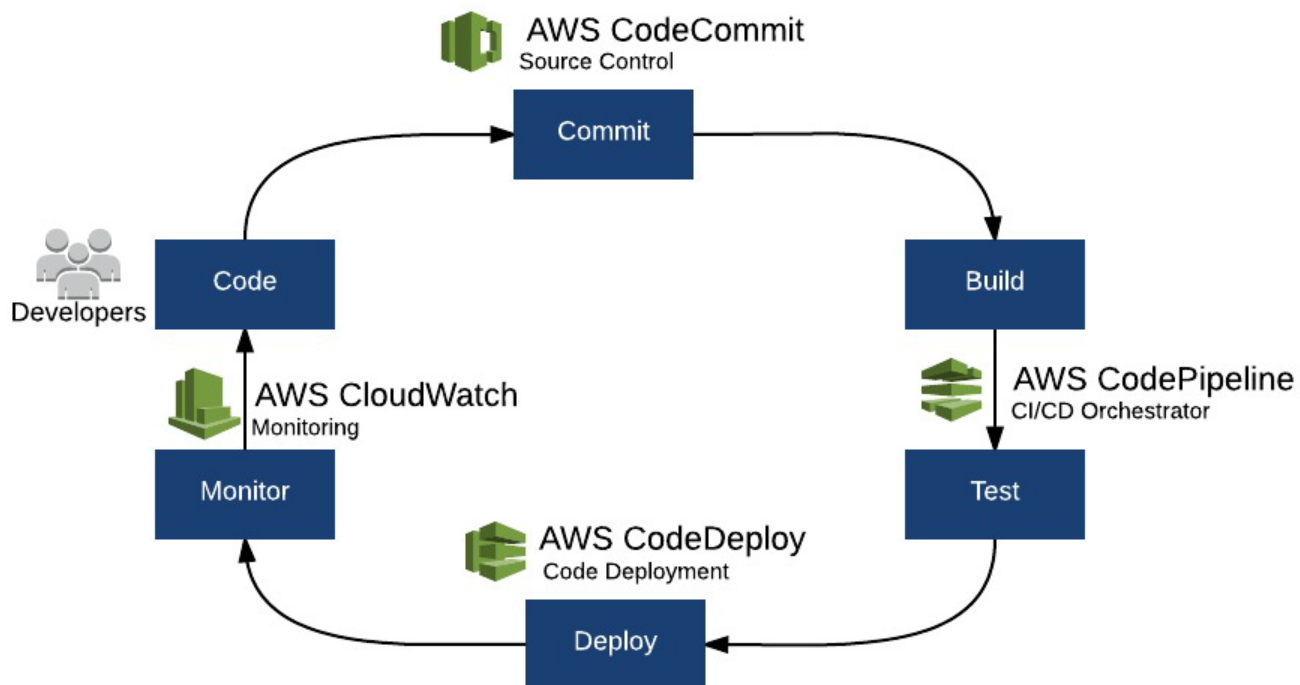 AWS CodeCommit
Source Control
Commit
Code
Developers
Build
AWS CloudWatch
Monitoring
AWS CodePipeline
CI/CD Orchestrator
Monitor
Test
AWS CodeDeploy
Code Deployment
Deploy